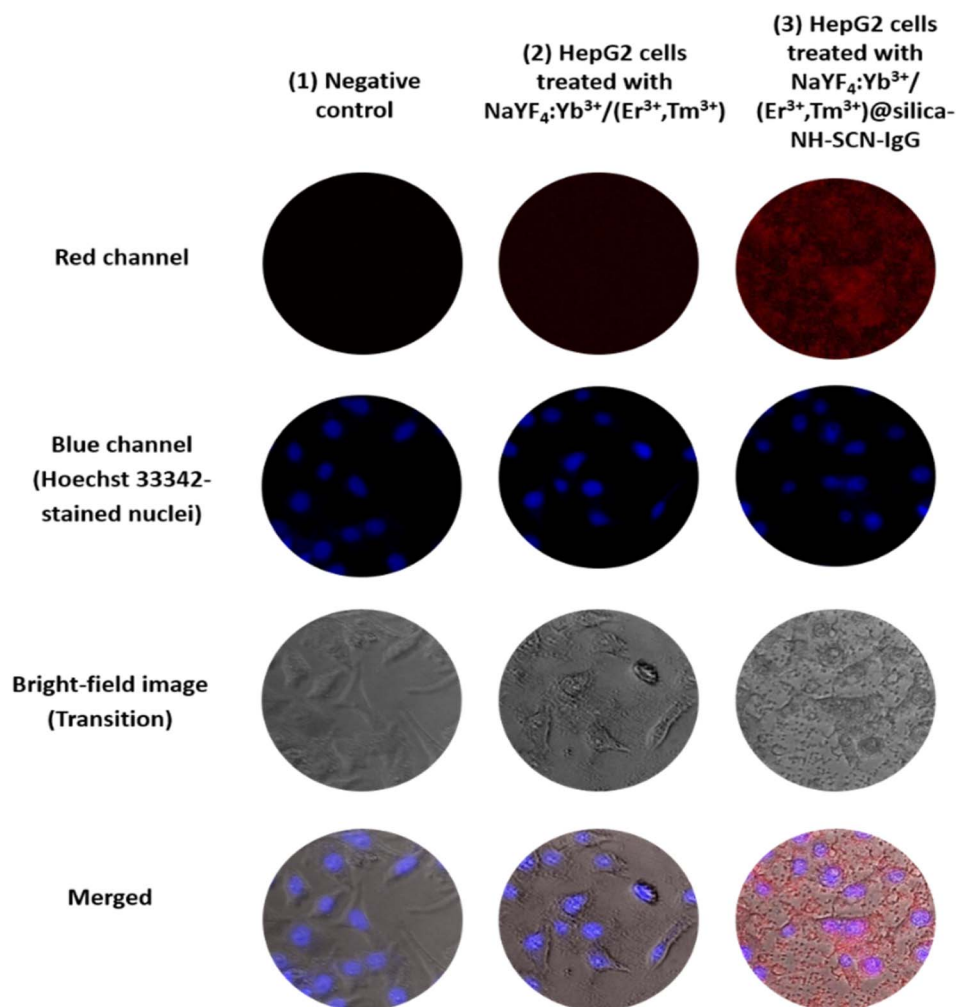 (1) Negative
control
(2) HepG2 cells
treated with
NaYF₄:Yb³⁺/(Er³⁺,Tm³⁺)
(3) HepG2 cells
treated with
NaYF₄:Yb³⁺/
(Er³⁺,Tm³⁺)@silica-
NH-SCN-IgG
Red channel
Blue channel
(Hoechst 33342-
stained nuclei)
Bright-field image
(Transition)
Merged